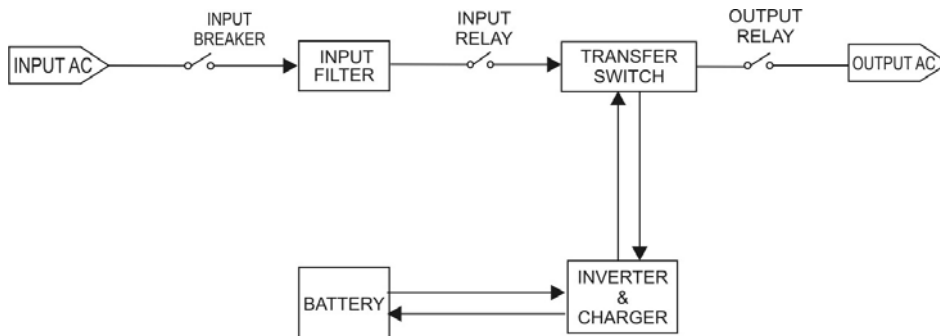 INPUT AC
INPUT
BREAKER
INPUT
FILTER
INPUT
RELAY
TRANSFER
SWITCH
OUTPUT
RELAY
OUTPUT AC
BATTERY
INVERTER
&
CHARGER